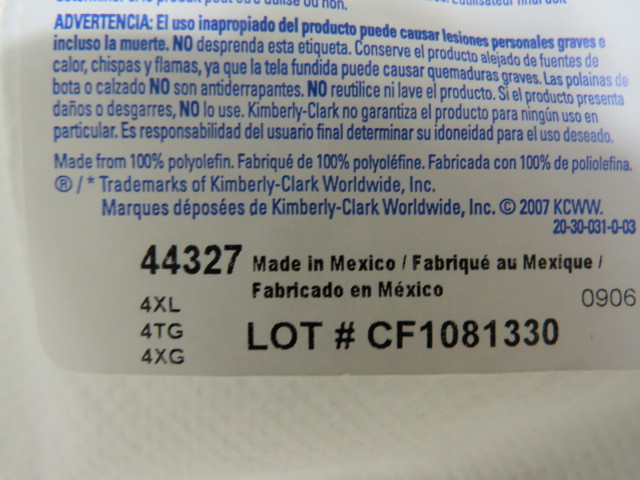 produit peut ou non.
ADVERTENCIA: El uso inapropiado del producto puede causar lesiones personales graves e
incluso la muerte. NO desprenda esta etiqueta. Conserve el producto alejado de fuentes de
calor, chispas y flamas, ya que la tela fundida puede causar quemaduras graves. Las polainas de
bota o calzado NO son antiderrapantes. NO reutilice ni lave el producto. Si el producto presenta
daños o desgarres, NO lo use. Kimberly-Clark no garantiza el producto para ningún uso en
particular. Es responsabilidad del usuario final determinar su idoneidad para el uso deseado.
Made from 100% polyolefin. Fabriqué de 100% polyoléfine. Fabricada con 100% de poliolefina.
®/* Trademarks of Kimberly-Clark Worldwide, Inc.
Marques déposées de Kimberly-Clark Worldwide, Inc. © 2007 KCWW.
20-30-031-0-03
44327 Made in Mexico / Fabriqué au Mexique /
Fabricado en México
0906
4XL
4TG
4XG
LOT # CF1081330